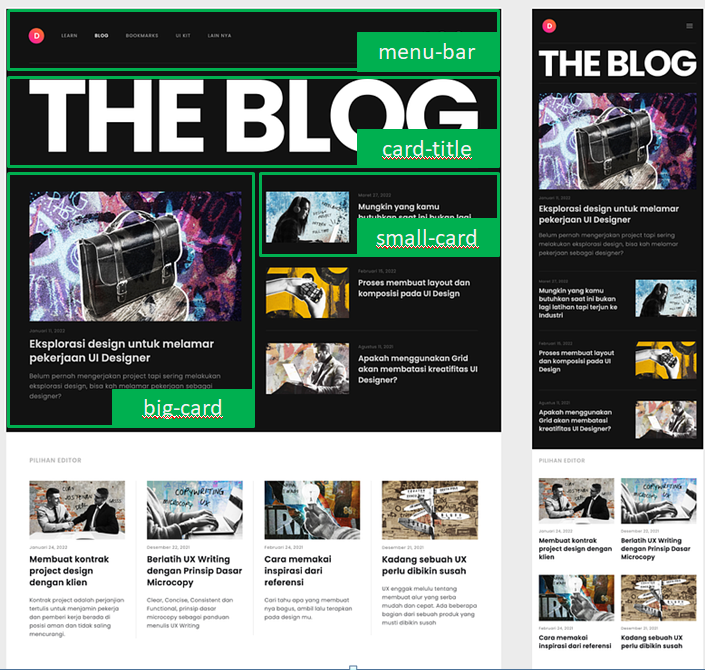 D
LEARN
BLOG
BOOKMARKS
UI KIT
LAIN NYA
menu-bar
THE BLOG
card-title
Januari 11, 2022
Eksplorasi design untuk melamar
pekerjaan UI Designer
Belum pernah mengerjakan project tapi sering melakukan
eksplorasi design, bisa kah melamar pekerjaan sebagai
designer?
big-card
Maret 27, 2022
Mungkin yang kamu
butuhkan saat ini bukan lagi
small-card
Februari 15, 2022
Proses membuat layout dan
komposisi pada UI Design
Agustus 11, 2021
Apakah menggunakan Grid
akan membatasi kreatifitas UI
Designer?
PILIHAN EDITOR
Januari 24, 2022
Membuat kontrak
project design
dengan klien
Kontrak project adalah perjanjian
tertulis untuk menjamin pekerja
dan pemberi kerja berada di
posisi aman dan tidak saling
mencurangi.
COPYWRITING
MICROCOPY
UX
Desember 22, 2021
Berlatih UX Writing
dengan Prinsip Dasar
Microcopy
Clear, Concise, Consistent dan
Functional, prinsip dasar
microcopy sebagai panduan
menulis UX Writing
Februari 24, 2021
Cara memakai
inspirasi dari
referensi
Cari tahu apa yang membuat
nya bagus, ambil lalu terapkan
pada design mu.
Desember 21, 2021
Kadang sebuah UX
perlu dibikin susah
UX enggak melulu tentang
membuat alur yang serba
mudah dan cepat. Ada beberapa
bagian dari sebuah produk yang
musti dibikin susah
D
THE BLOG
Januari 11, 2022
Eksplorasi design untuk melamar
pekerjaan UI Designer
Belum pernah mengerjakan project tapi sering
melakukan eksplorasi design, bisa kah melamar
pekerjaan sebagai designer?
Maret 27, 2022
Mungkin yang kamu
butuhkan saat ini bukan
lagi latihan tapi terjun ke
Industri
Februari 15, 2022
Proses membuat layout
dan komposisi pada UI
Design
Agustus 11, 2021
Apakah menggunakan
Grid akan membatasi
kreatifitas UI Designer?
PILIHAN EDITOR
Januari 24, 2022
Membuat kontrak
project design dengan
klien
Desember 22, 2021
Berlatih UX Writing
dengan Prinsip Dasar
Microcopy
Februari 24, 2021
Cara memakai
inspirasi dari referensi
Desember 21, 2021
Kadang sebuah UX
perlu dibikin susah